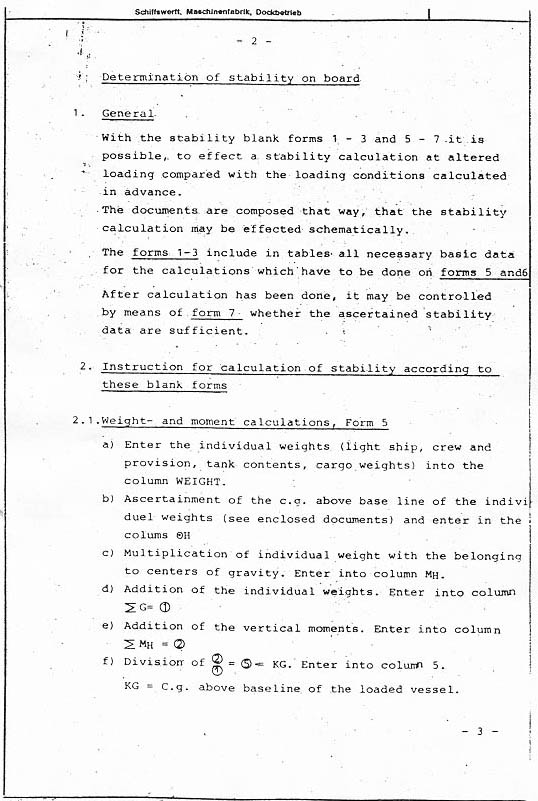 Schiffswerft, Maschinenfabrik, Dockbetrieb
- 2 -
Determination of stability on board
1. General
With the stability blank forms 1 - 3 and 5 - 7 it is
possible, to effect a stability calculation at altered
loading compared with the loading conditions calculated
in advance.
The documents are composed that way, that the stability
calculation may be effected schematically.
The forms 1-3 include in tables all necessary basic data
for the calculations which have to be done on forms 5 and6
After calculation has been done, it may be controlled
by means of form 7 whether the ascertained stability
data are sufficient.
2. Instruction for calculation of stability according to
these blank forms
2.1.Weight- and moment calculations, Form 5
a) Enter the individual weights (light ship, crew and
provision, tank contents, cargo weights) into the
column WEIGHT.
b) Ascertainment of the c.g. above base line of the indivi
duel weights (see enclosed documents) and enter in the
colums ΘH
c) Multiplication of individual weight with the belonging
to centers of gravity. Enter into column MH.
d) Addition of the individual weights. Enter into column
∑ G= ①
e) Addition of the vertical moments. Enter into column
∑ MH = ②
f) Division of ②/① = ⑤ = KG. Enter into column 5.
KG = C.g. above baseline of the loaded vessel.
- 3 -